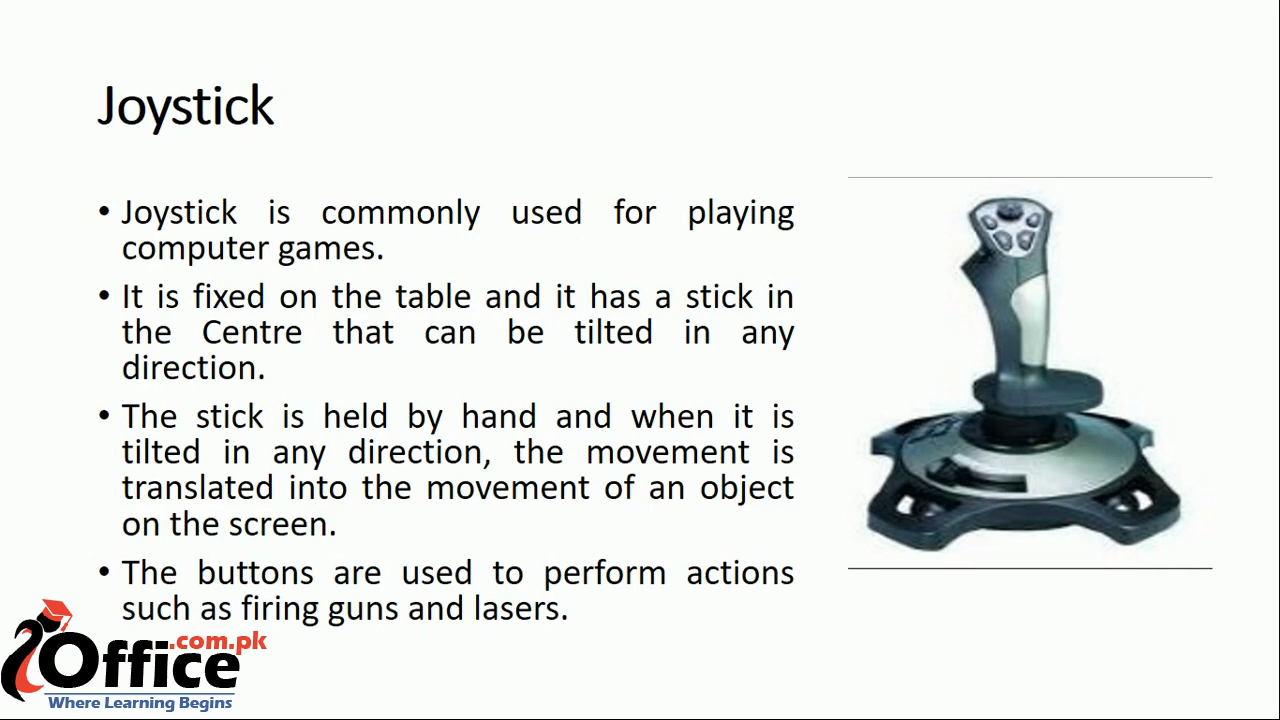 Joystick
• Joystick is commonly used for playing
computer games.
• It is fixed on the table and it has a stick in
the Centre that can be tilted in any
direction.
• The stick is held by hand and when it is
tilted in any direction, the movement is
translated into the movement of an object
on the screen.
• The buttons are used to perform actions
such as firing guns and lasers.
Office.com.pk
Where Learning Begins